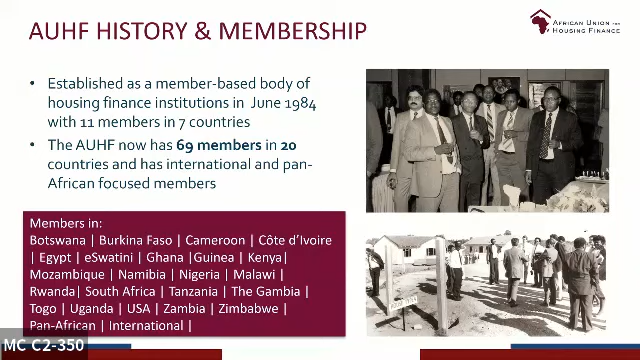 AUHF HISTORY & MEMBERSHIP
AFRICAN UNION FOR
HOUSING FINANCE
• Established as a member-based body of
housing finance institutions in June 1984
with 11 members in 7 countries
• The AUHF now has 69 members in 20
countries and has international and pan-
African focused members
Members in:
Botswana | Burkina Faso | Cameroon | Côte d'Ivoire
| Egypt | eSwatini | Ghana |Guinea | Kenya|
Mozambique | Namibia | Nigeria | Malawi |
Rwanda| South Africa | Tanzania | The Gambia |
Togo | Uganda | USA | Zambia | Zimbabwe |
Pan-African | International |
MC C2-350